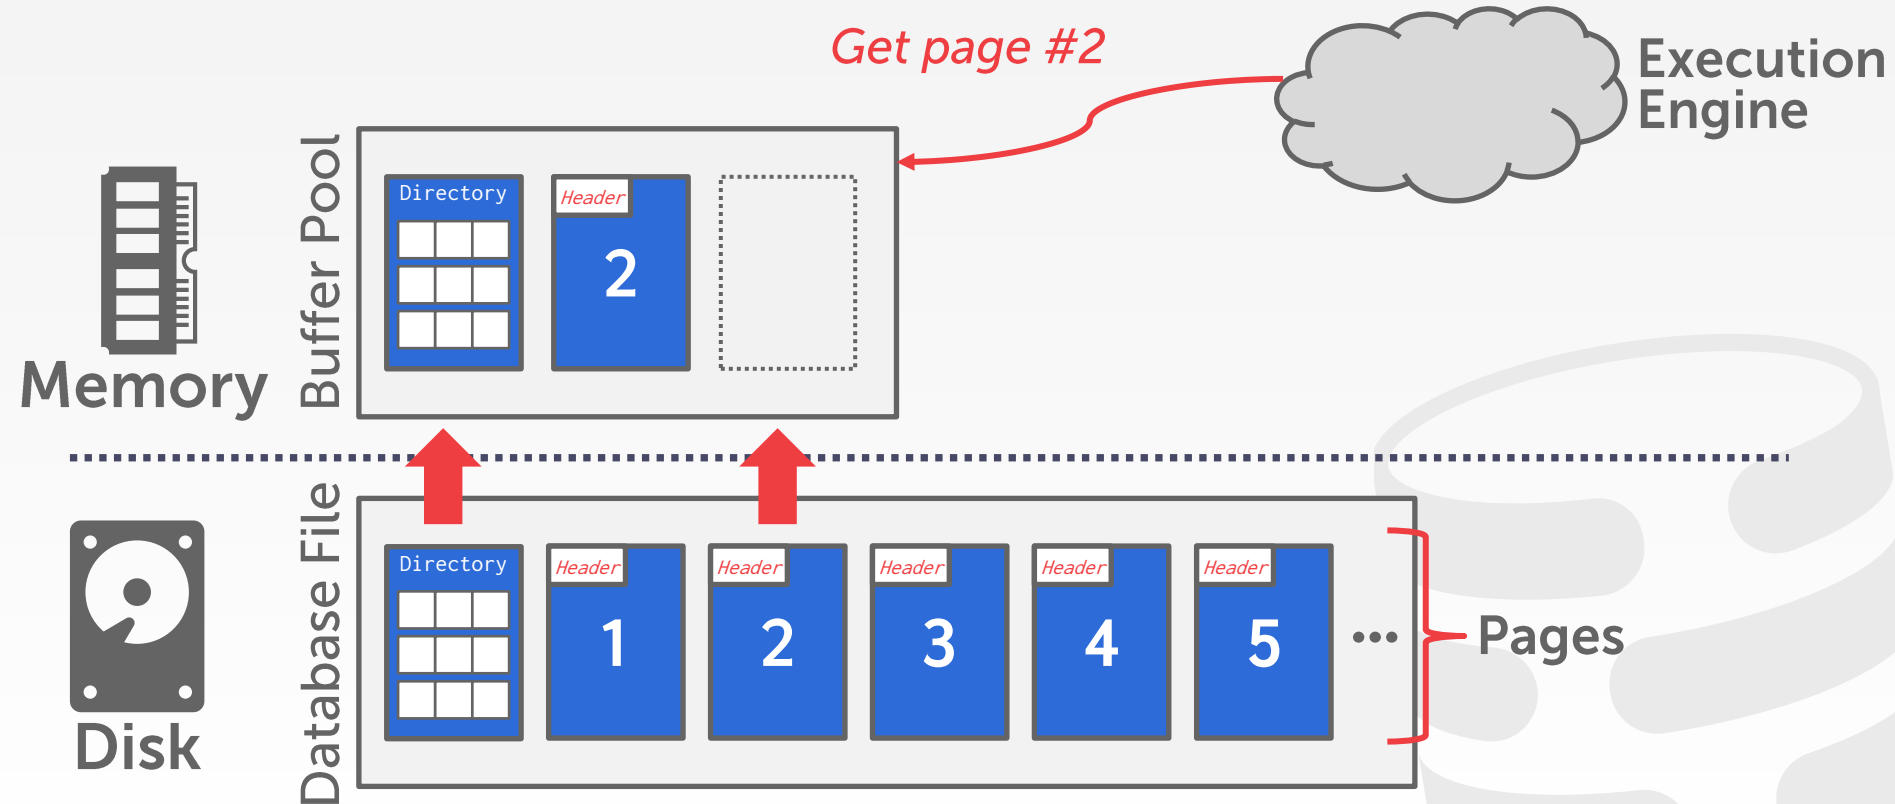 Get page #2
Execution
Engine
Memory
Buffer Pool
Directory
Header
2
Disk
Database File
Directory
Header
1
Header
2
Header
3
Header
4
Header
5
...
Pages